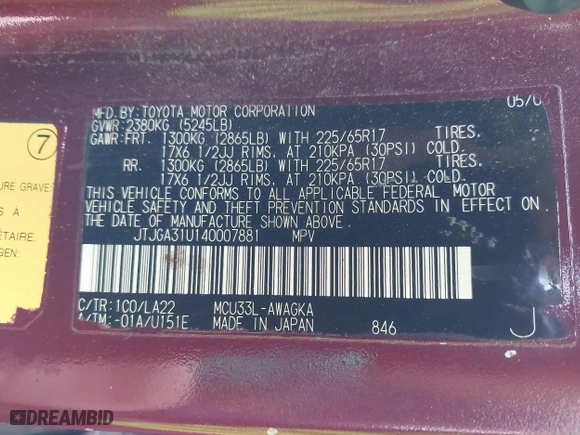 MFD. BY: TOYOTA MOTOR CORPORATION 05/0
GVWR: 2380KG (5245LB)
GAWR: FRT. 1300KG (2865LB) WITH 225/65R17 TIRES.
17X6 1/2JJ RIMS. AT 210KPA (30PSI) COLD.
RR. 1300KG (2865LB) WITH 225/65R17 TIRES.
17X6 1/2JJ RIMS. AT 210KPA (30PSI) COLD.
THIS VEHICLE CONFORMS TO ALL APPLICABLE FEDERAL MOTOR
VEHICLE SAFETY AND THEFT PREVENTION STANDARDS IN EFFECT ON
THE DATE OF MANUFACTURE SHOWN ABOVE.
JTJGA31U140007881 MPV
C/TR: 1C0/LA22 MCU33L-AWAGKA
A/TM: -01A/U151E MADE IN JAPAN 846 J
7
URE GRAVE
ÉTAIRE.
GEN:
DREAMBID